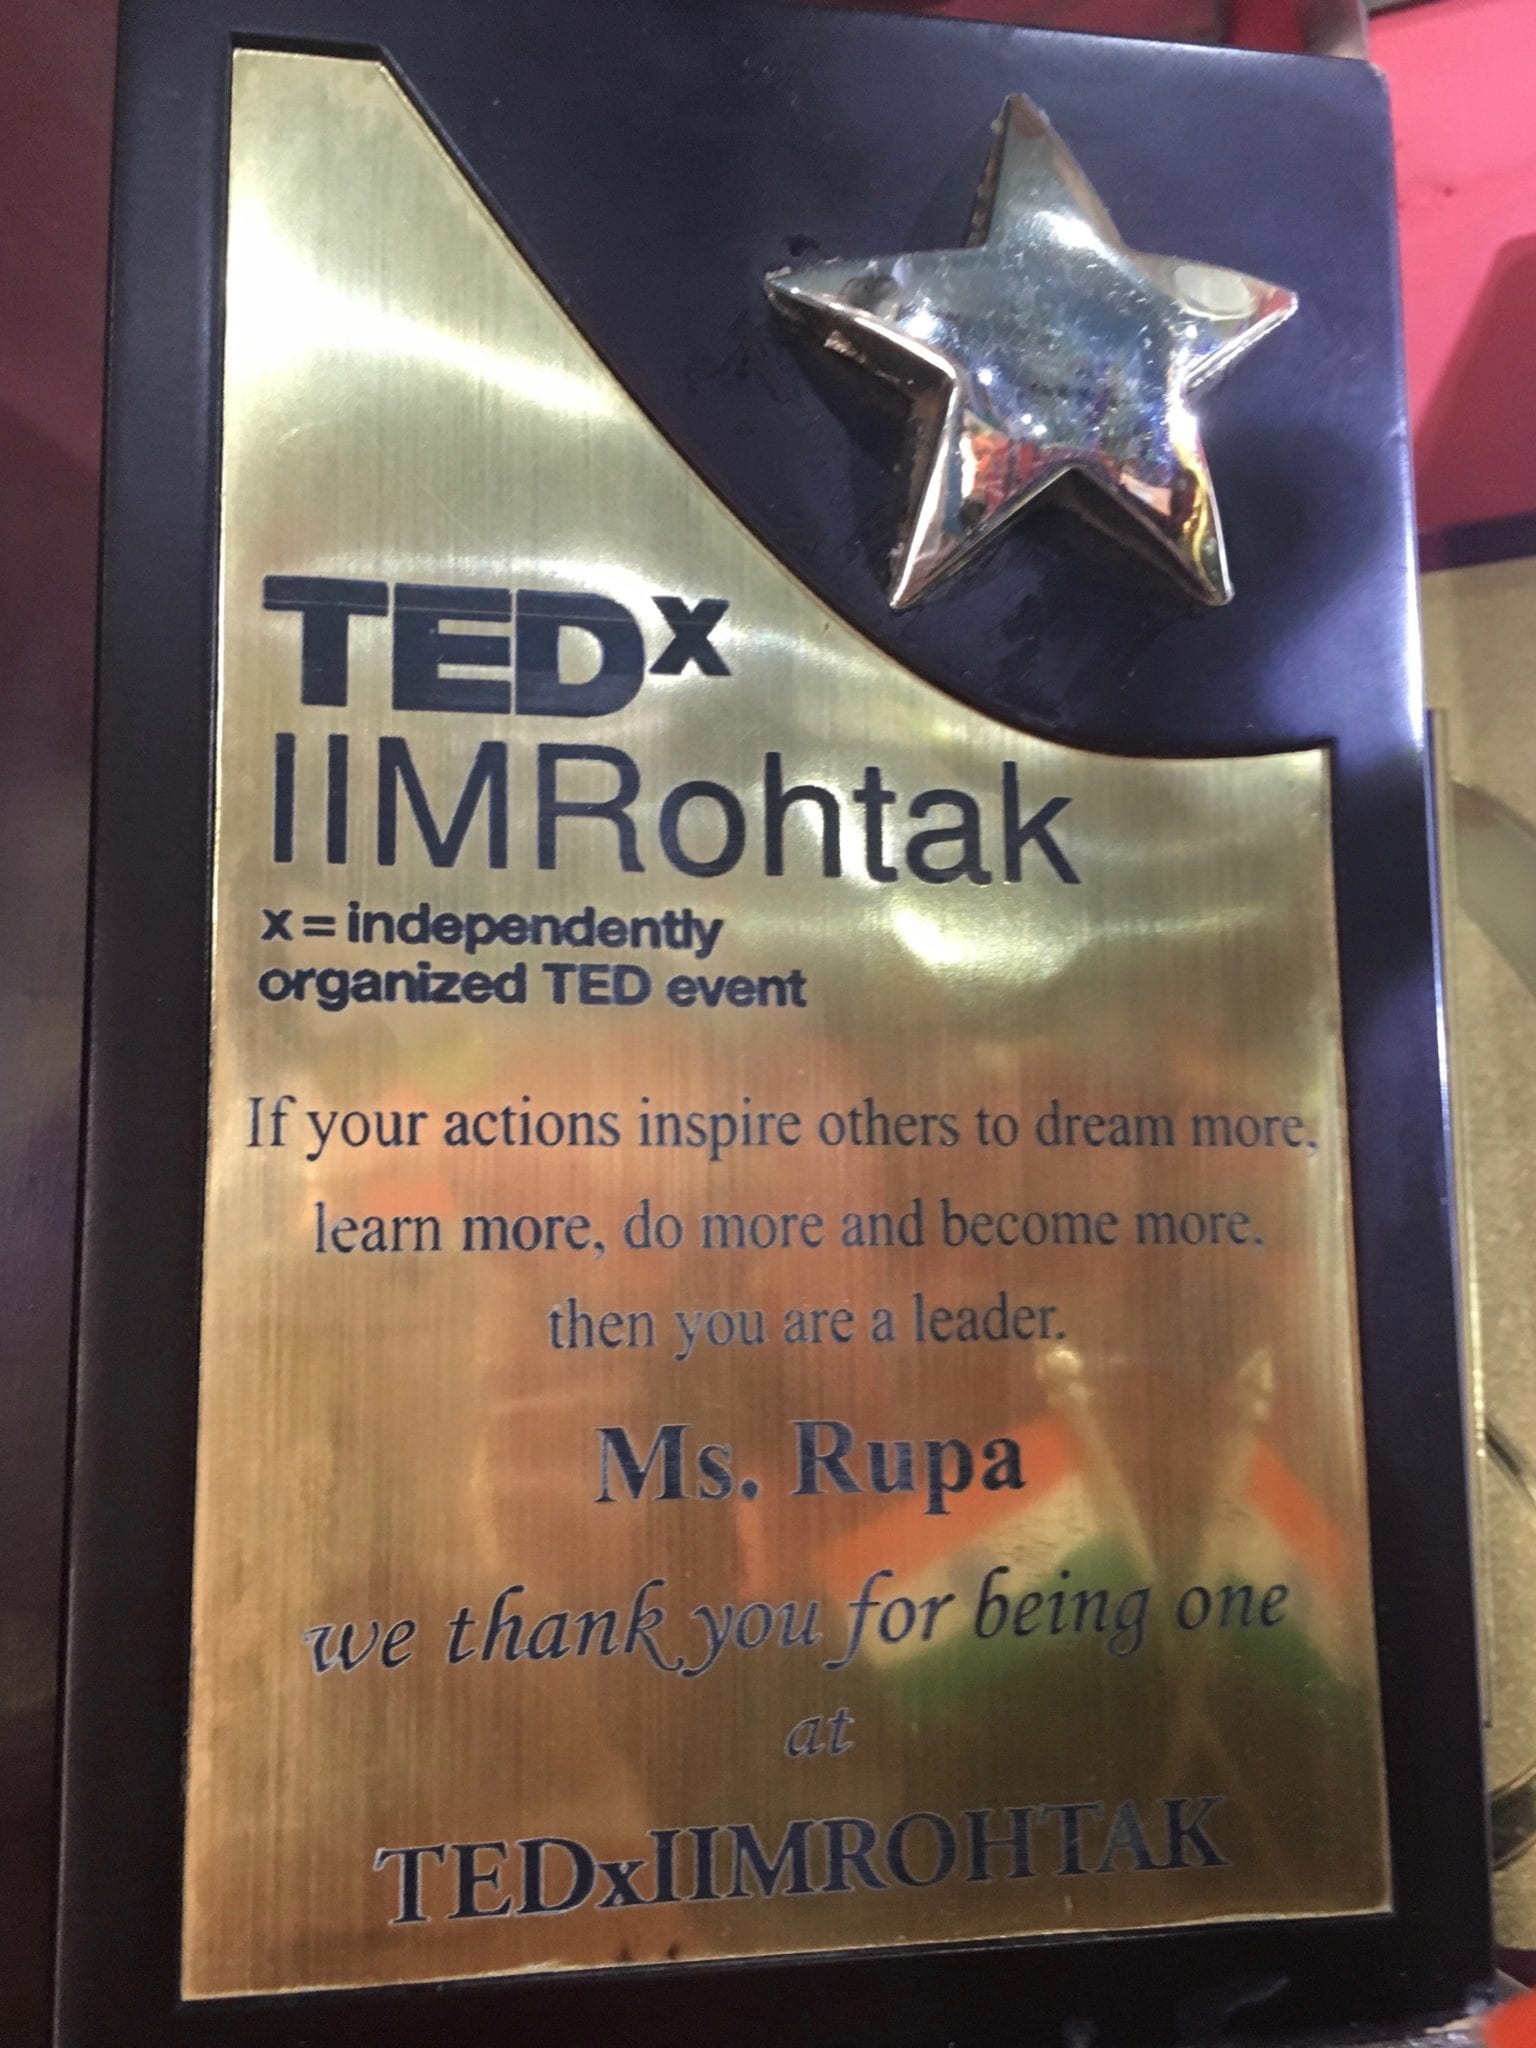 TEDx
IIMRohtak
x = independently
organized TED event
If your actions inspire others to dream more,
learn more, do more and become more,
then you are a leader.
Ms. Rupa
we thank you for being one
at
TEDxIIMROHTAK